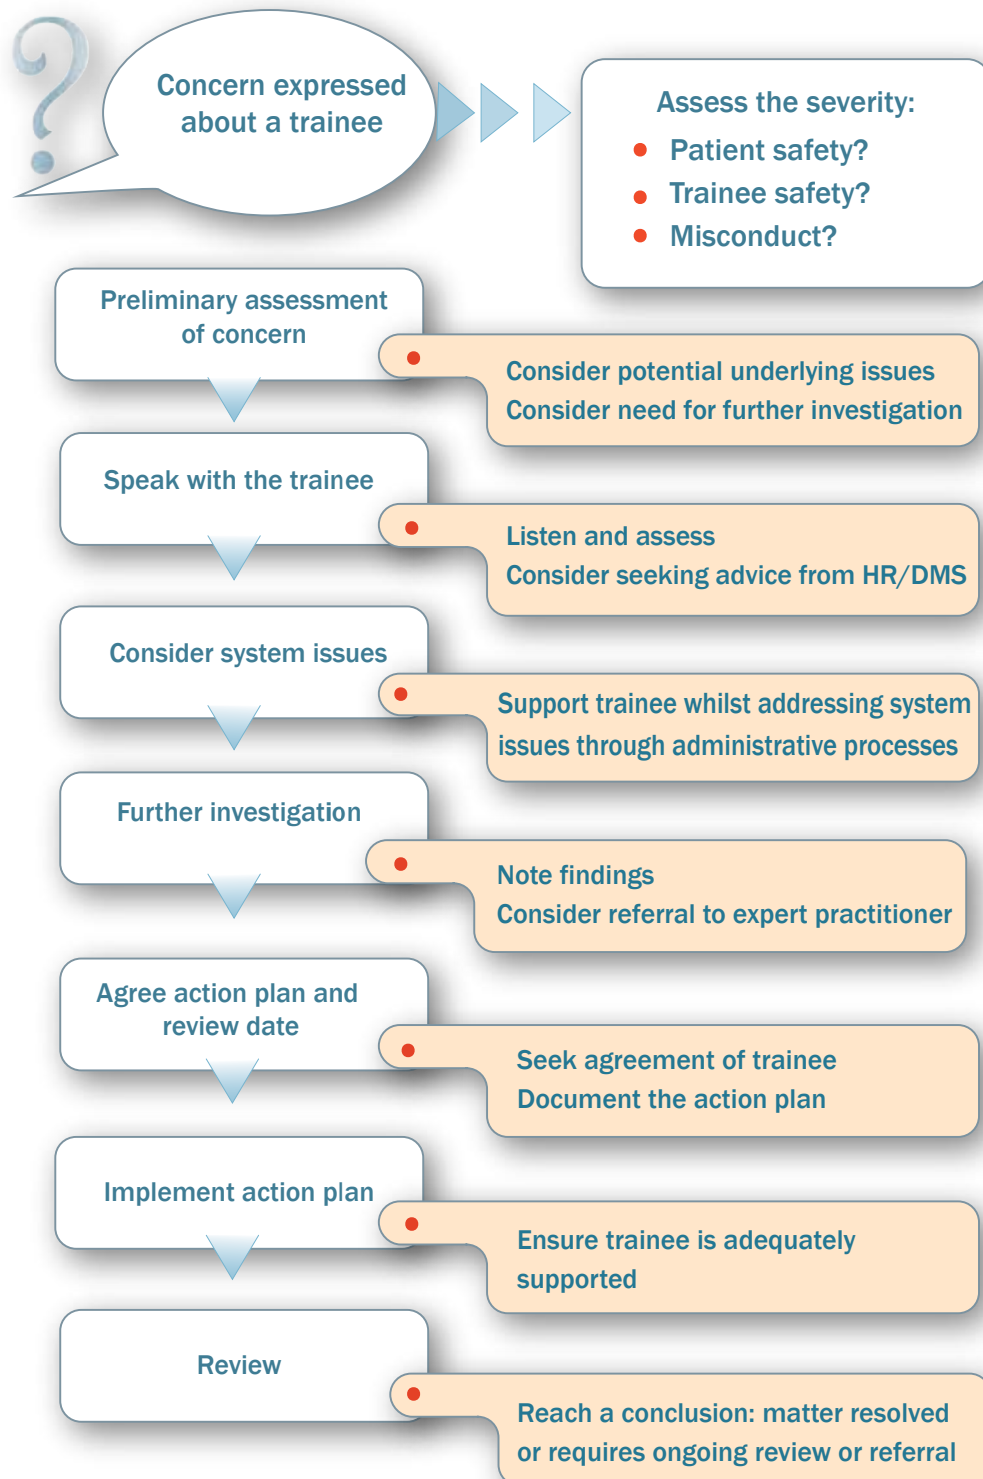 ?
Concern expressed
about a trainee
Assess the severity:
• Patient safety?
• Trainee safety?
• Misconduct?
Preliminary assessment
of concern
• Consider potential underlying issues
Consider need for further investigation
Speak with the trainee
• Listen and assess
Consider seeking advice from HR/DMS
Consider system issues
• Support trainee whilst addressing system
issues through administrative processes
Further investigation
• Note findings
Consider referral to expert practitioner
Agree action plan and
review date
• Seek agreement of trainee
Document the action plan
Implement action plan
• Ensure trainee is adequately
supported
Review
• Reach a conclusion: matter resolved
or requires ongoing review or referral